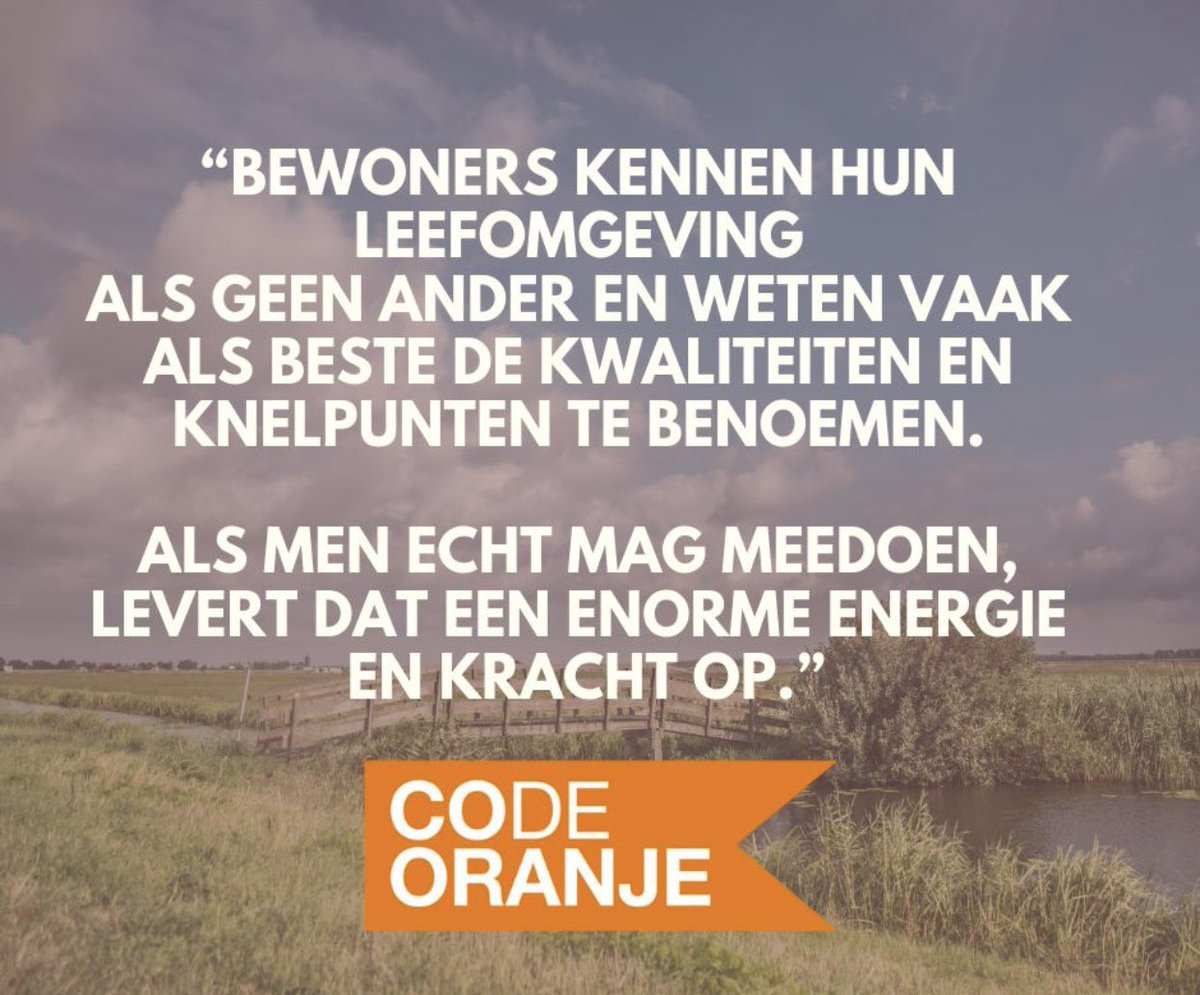 “BEWONERS KENNEN HUN
LEEFOMGEVING
ALS GEEN ANDER EN WETEN VAAK
ALS BESTE DE KWALITEITEN EN
KNELPUNTEN TE BENOEMEN.
ALS MEN ECHT MAG MEEDOEN,
LEVERT DAT EEN ENORME ENERGIE
EN KRACHT OP.”
CODE
ORANJE